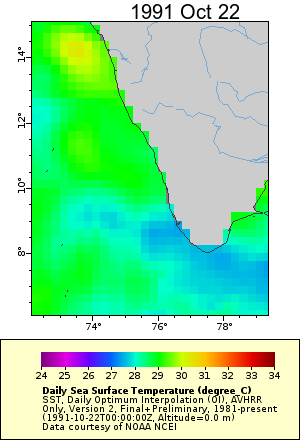 1991 Oct 22
14°
12°
10°
8°
74° 76° 78°
24 25 26 27 28 29 30 31 32 33 34
Daily Sea Surface Temperature (degree_C)
SST, Daily Optimum Interpolation (OI), AVHRR
Only, Version 2, Final+Preliminary, 1981-present
(1991-10-22T00:00:00Z, Altitude=0.0 m)
Data courtesy of NOAA NCEI